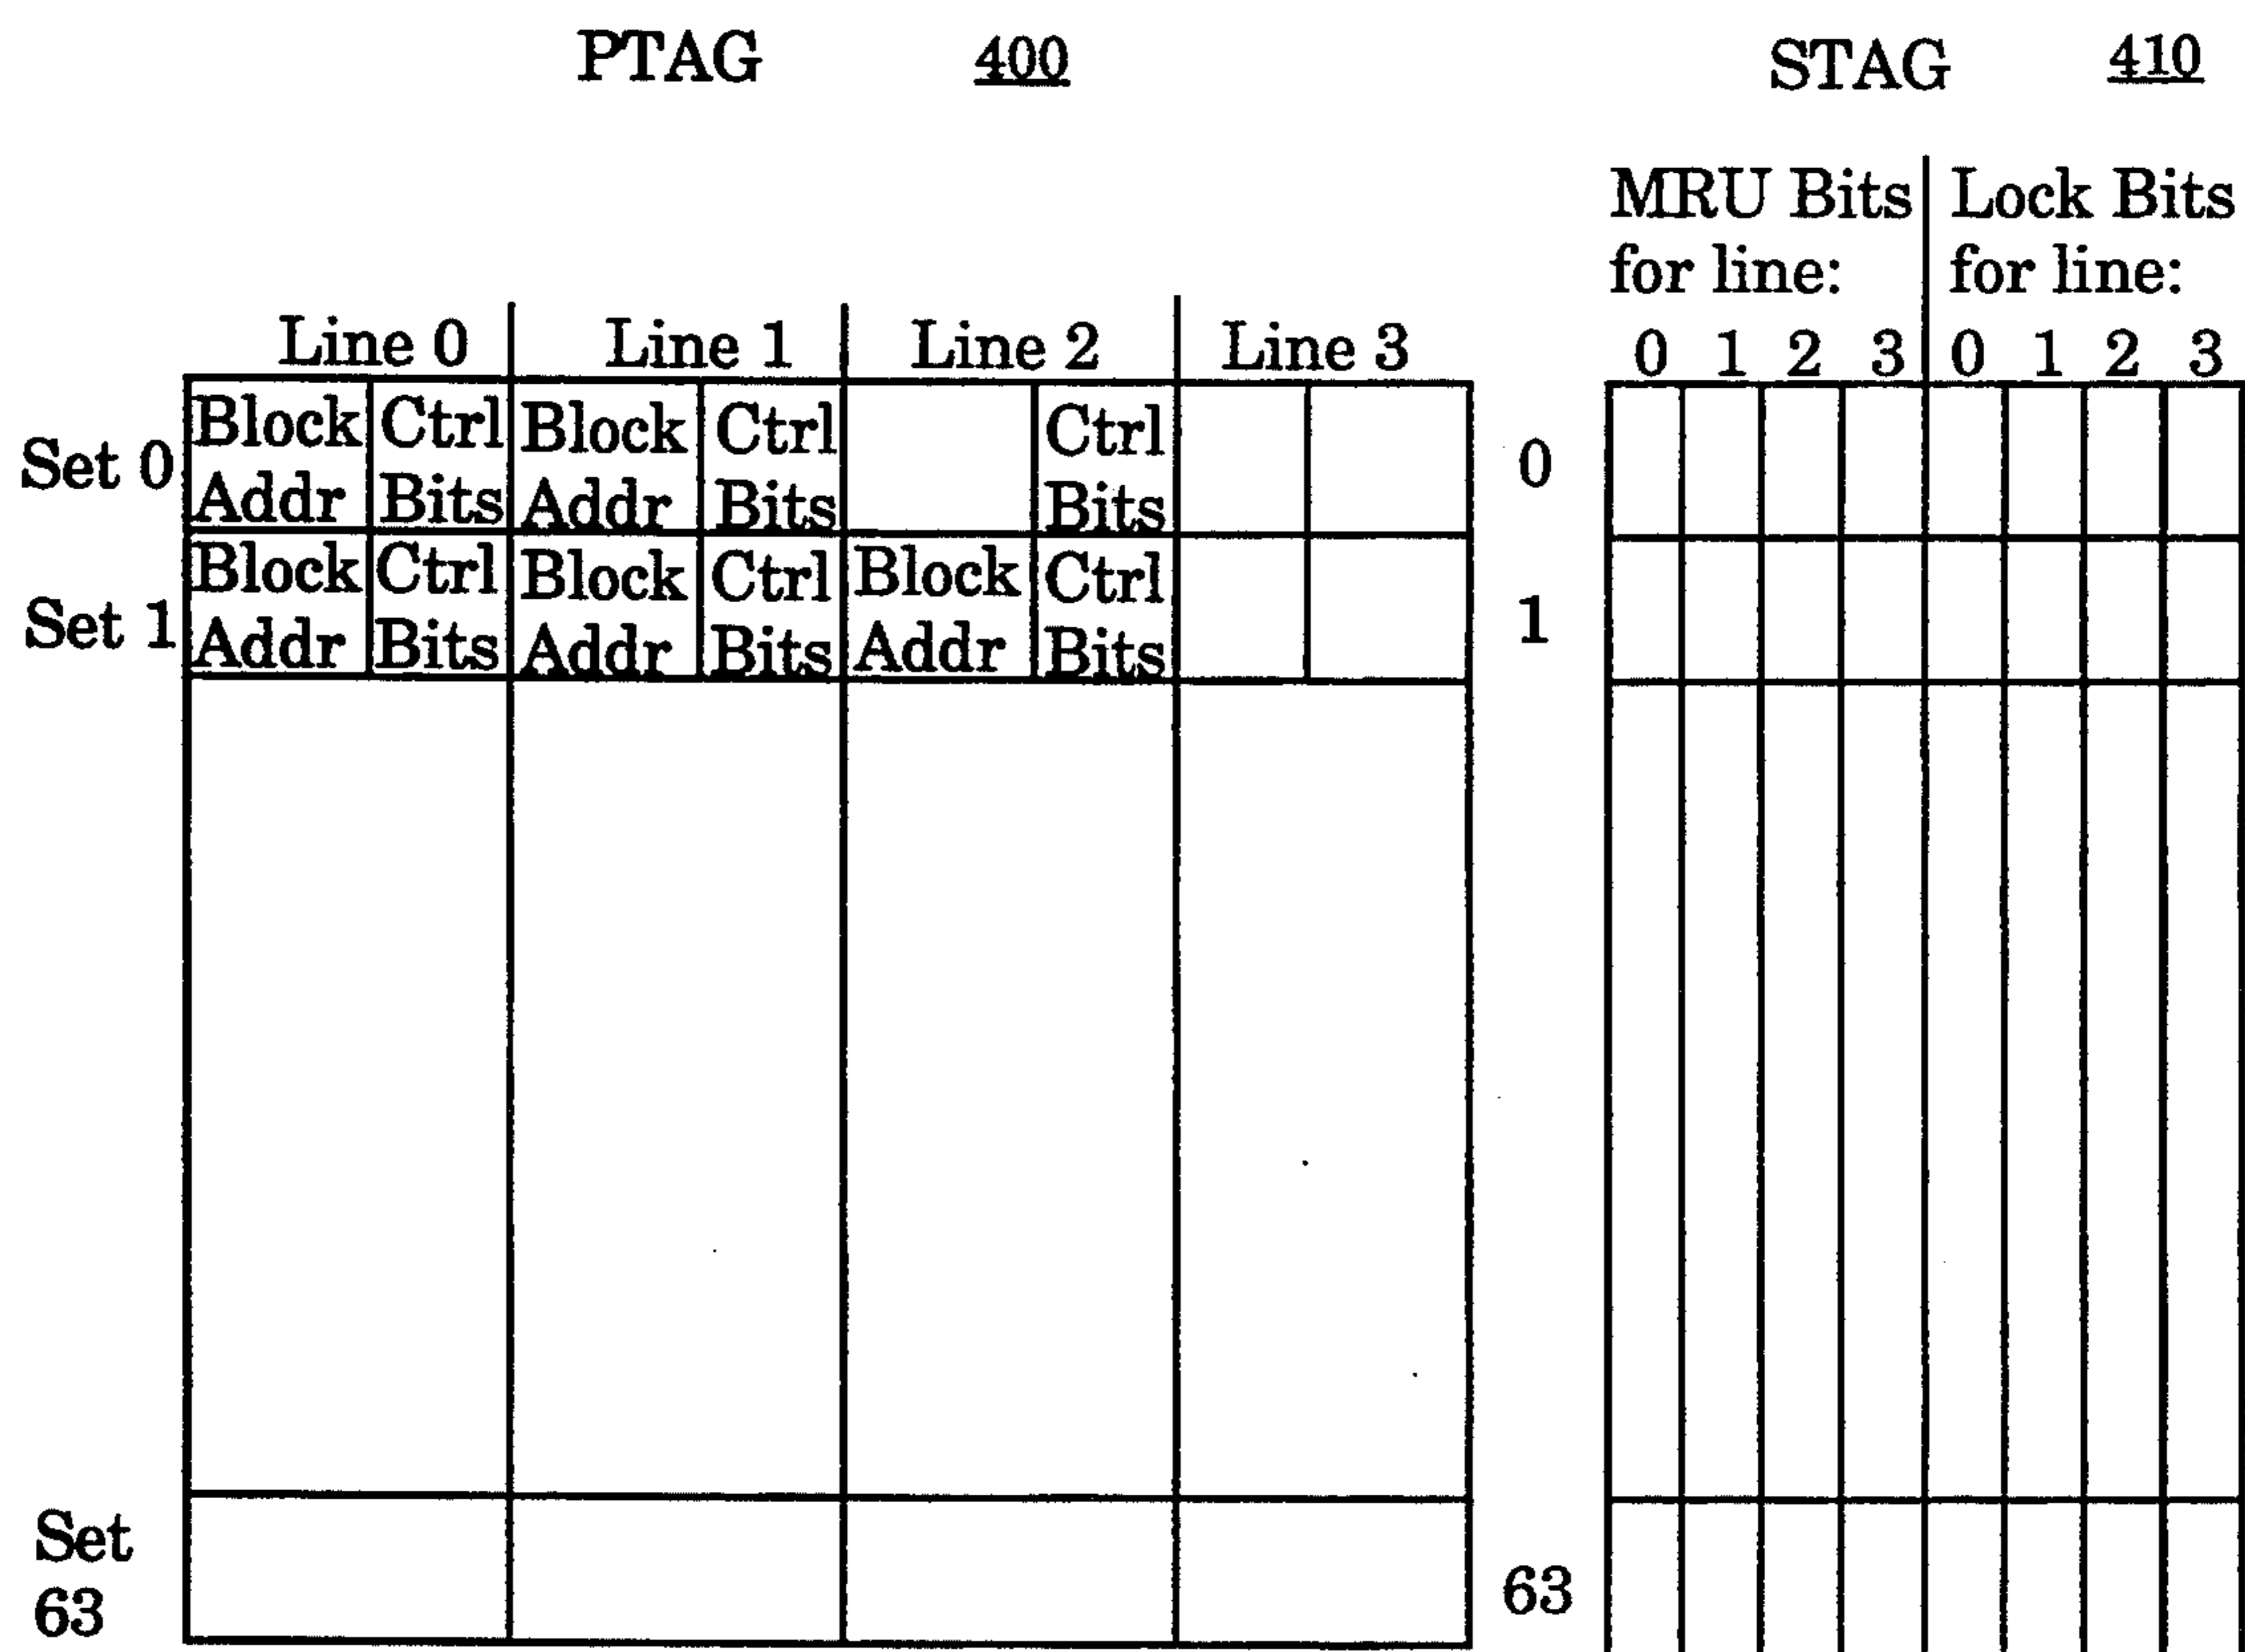 PTAG 400
STAG 410
MRU Bits for line:
Lock Bits for line:
Line 0 Line 1 Line 2 Line 3
0 1 2 3 0 1 2 3
Set 0
Block Ctrl Block Ctrl Ctrl
Addr Bits Addr Bits Bits
0
Set 1
Block Ctrl Block Ctrl Block Ctrl
Addr Bits Addr Bits Addr Bits
1
Set
63
63